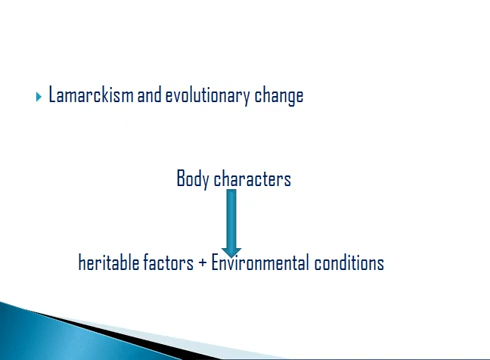 Lamarckism and evolutionary change
Body characters
heritable factors + Environmental conditions